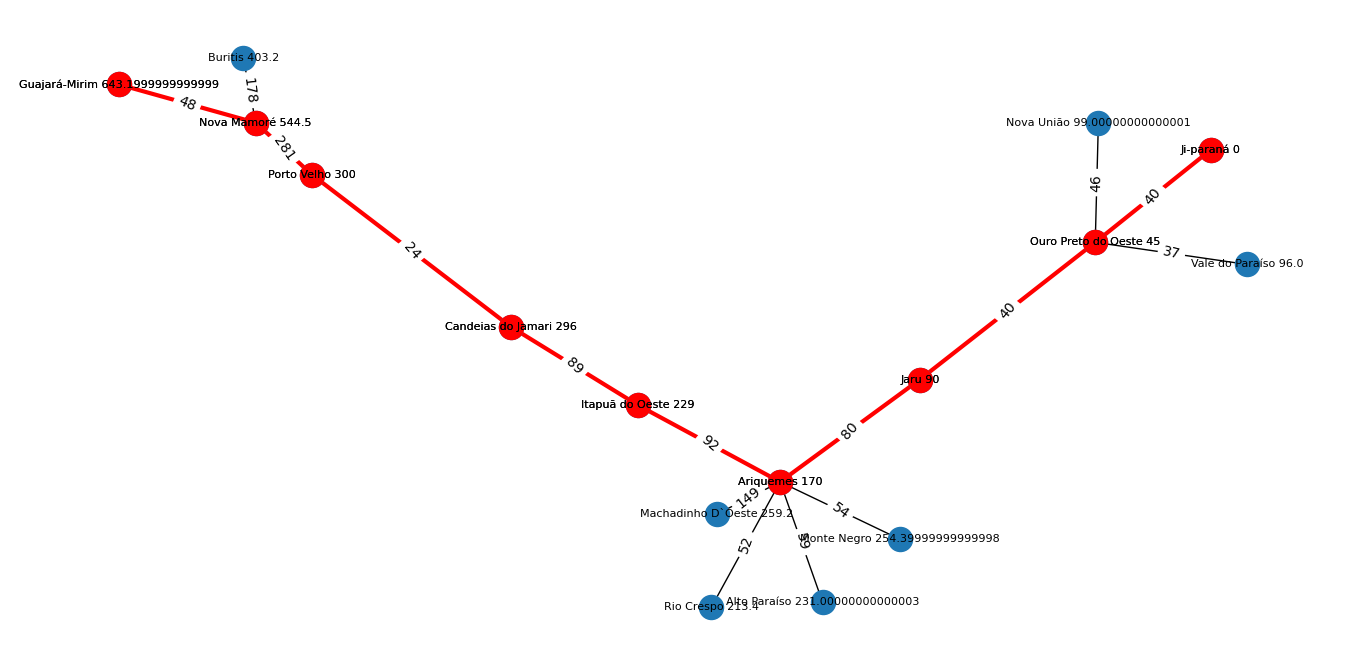 Buritis 403.2
Guajará-Mirim 643.1999999999999
178
48
Nova Mamoré 544.5
281
Porto Velho 300
24
Candeias do Jamari 296
89
Itapuã do Oeste 229
92
Nova União 99.00000000000001
Ji-paraná 0
46
40
Ouro Preto do Oeste 45
37
Vale do Paraíso 96.0
40
Jaru 90
80
Ariquemes 170
149
Machadinho D`Oeste 259.2
54
Monte Negro 254.39999999999998
52
59
Rio Crespo 213.4
Alto Paraíso 231.00000000000003